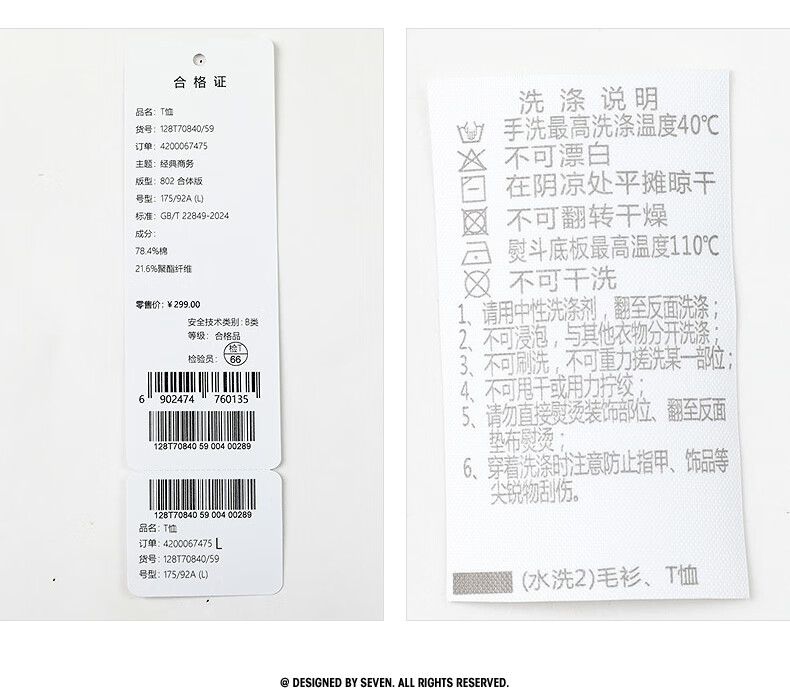 合格证
品名：T恤
货号：128T70840/59
订单：4200067475
主题：经典商务
版型：802 合体版
号型：175/92A (L)
标准：GB/T 22849-2024
成分：
78.4%棉
21.6%聚酯纤维
零售价：￥299.00
安全技术类别：B类
等级： 合格品
检验员：
检1
66
6 902474 760135
128T70840 59 004 00289
128T70840 59 004 00289
品名：T恤
订单：4200067475 L
货号：128T70840/59
号型：175/92A (L)
洗涤说明
手洗最高洗涤温度40℃
不可漂白
在阴凉处平摊晾干
不可翻转干燥
熨斗底板最高温度110℃
不可干洗
1、请用中性洗涤剂，翻至反面洗涤；
2、不可浸泡，与其他衣物分开洗涤；
3、不可刷洗，不可重力搓洗某一部位；
4、不可甩干或用力拧绞；
5、请勿直接熨烫装饰部位、翻至反面
垫布熨烫；
6、穿着洗涤时注意防止指甲、饰品等
尖锐物刮伤。
(水洗2)毛衫、T恤
@ DESIGNED BY SEVEN. ALL RIGHTS RESERVED.